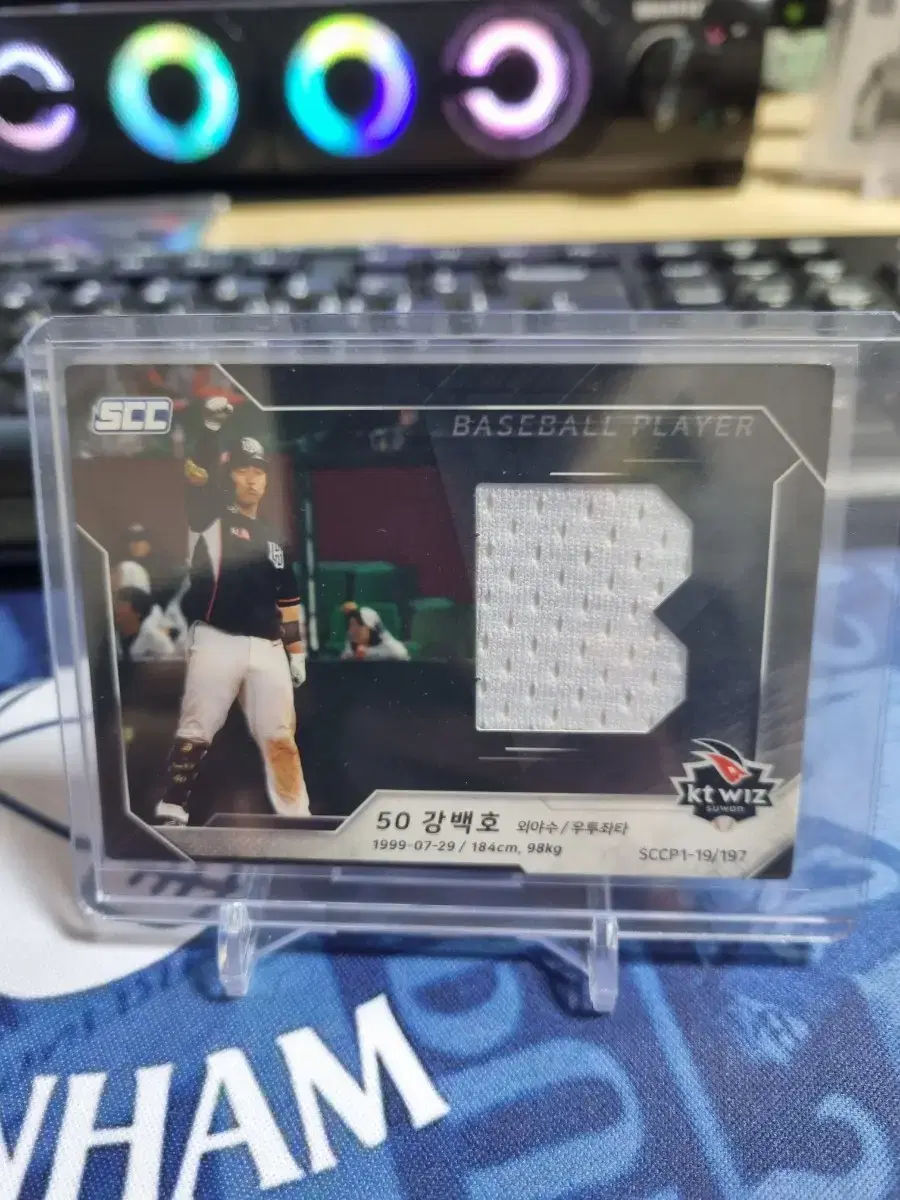 SCC
BASEBALL PLAYER
kt wiz
suwon
50 강백호 외야수/우투좌타
1999-07-29 / 184cm, 98kg
SCCP1-19/197
HAM